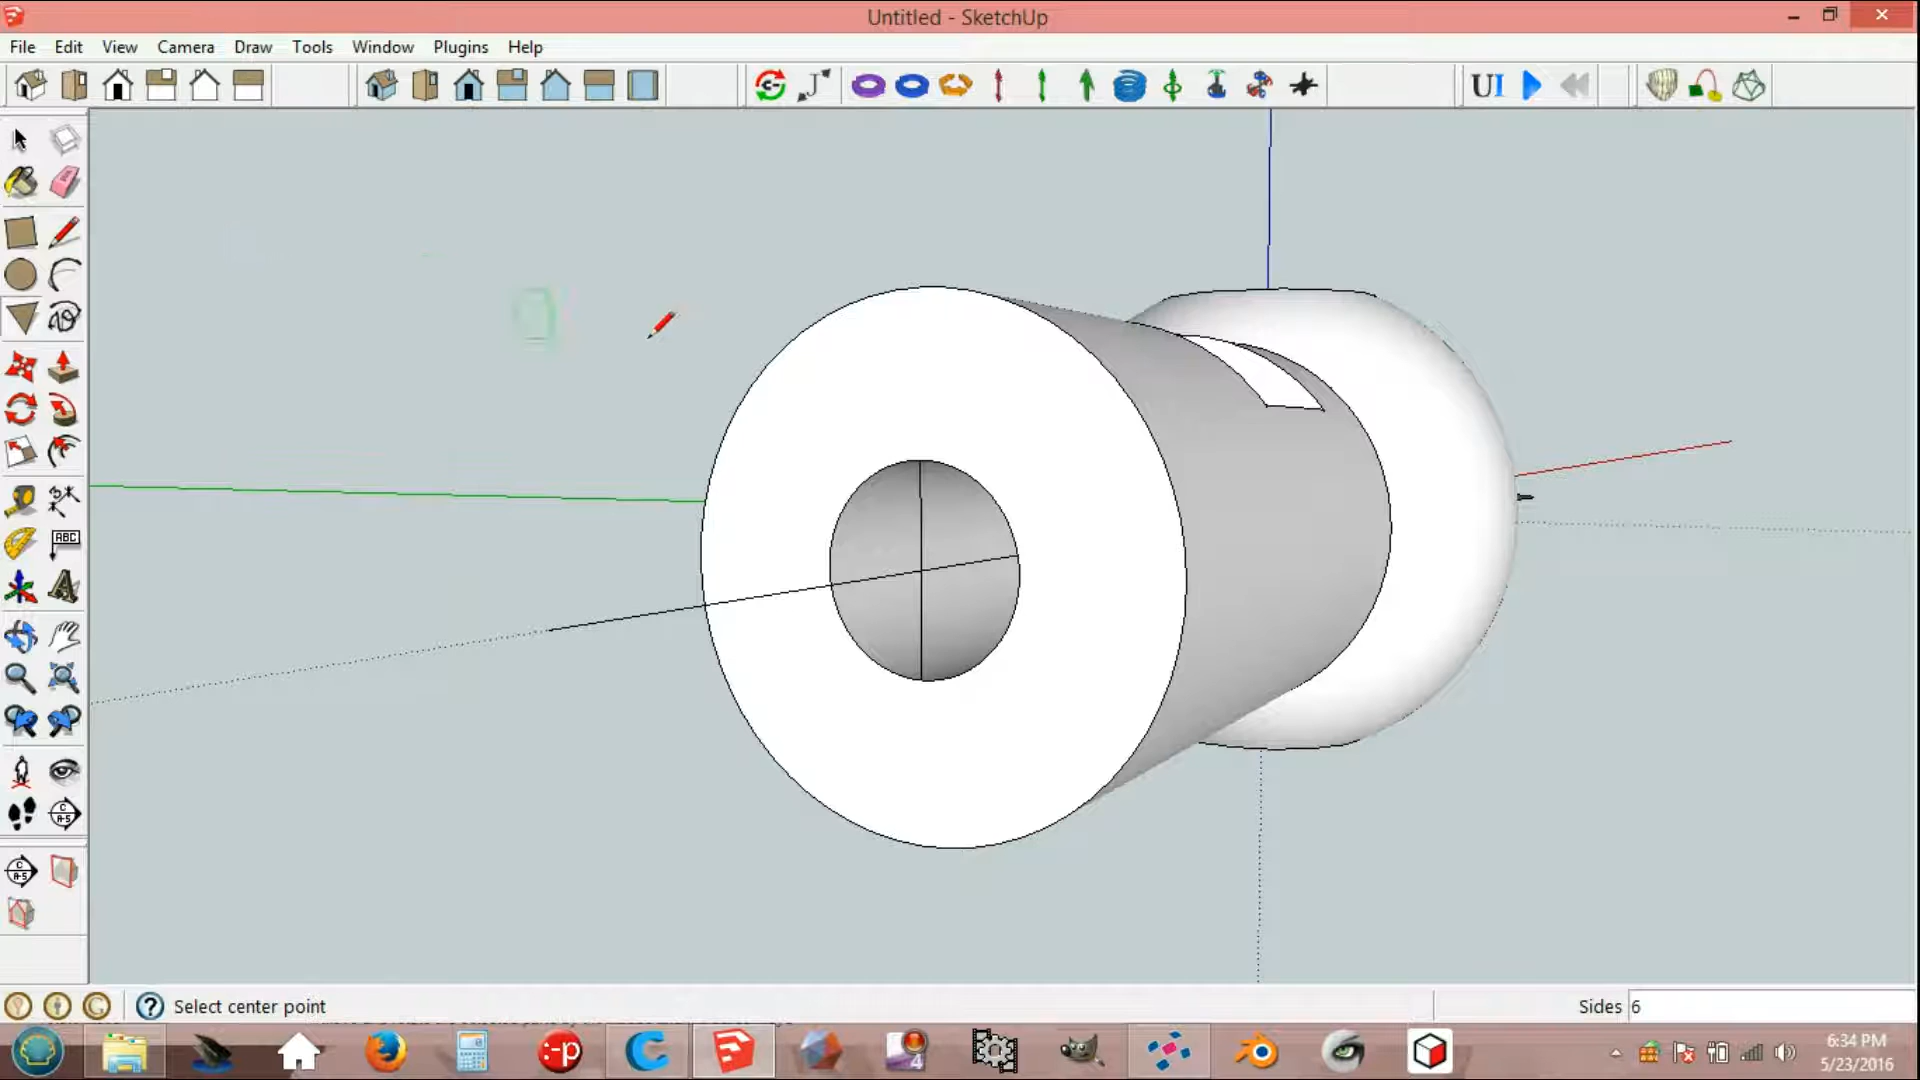 Untitled - SketchUp
File Edit View Camera Draw Tools Window Plugins Help
UI
ABC
Select center point
Sides 6
6:34 PM
5/23/2016